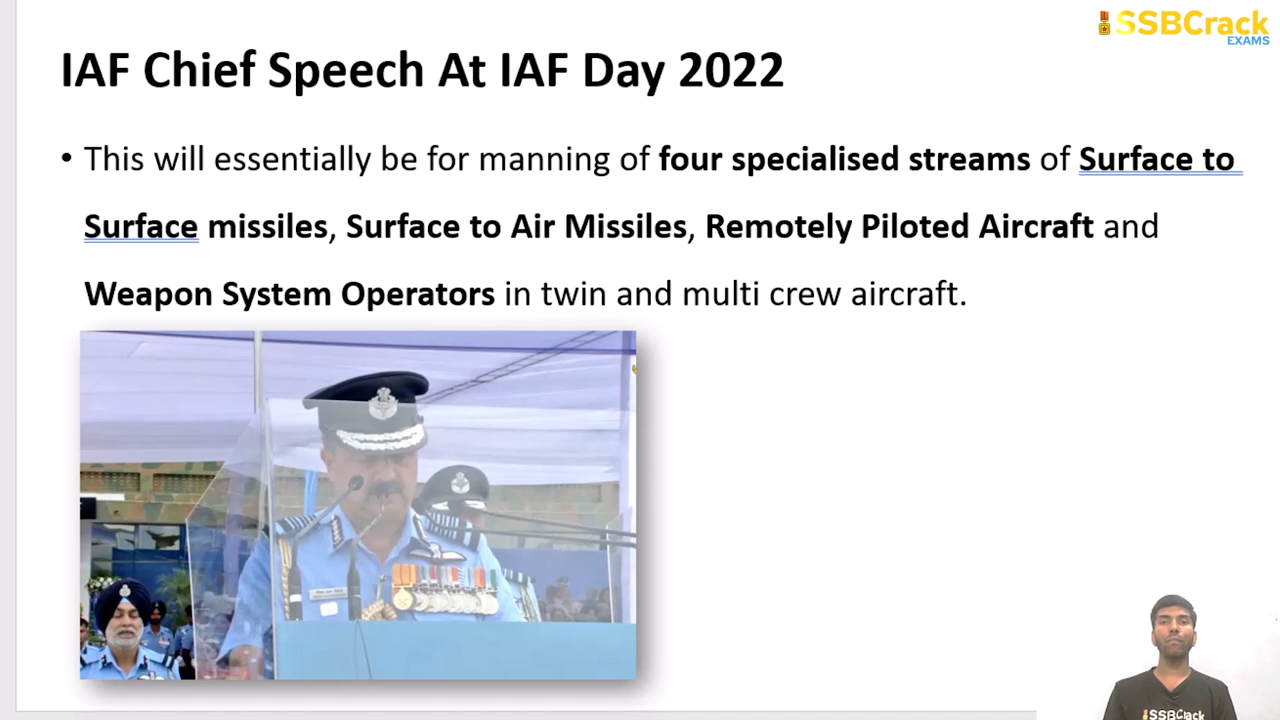 SSBCrack
EXAMS
IAF Chief Speech At IAF Day 2022
• This will essentially be for manning of four specialised streams of Surface to
Surface missiles, Surface to Air Missiles, Remotely Piloted Aircraft and
Weapon System Operators in twin and multi crew aircraft.
SSBCrack